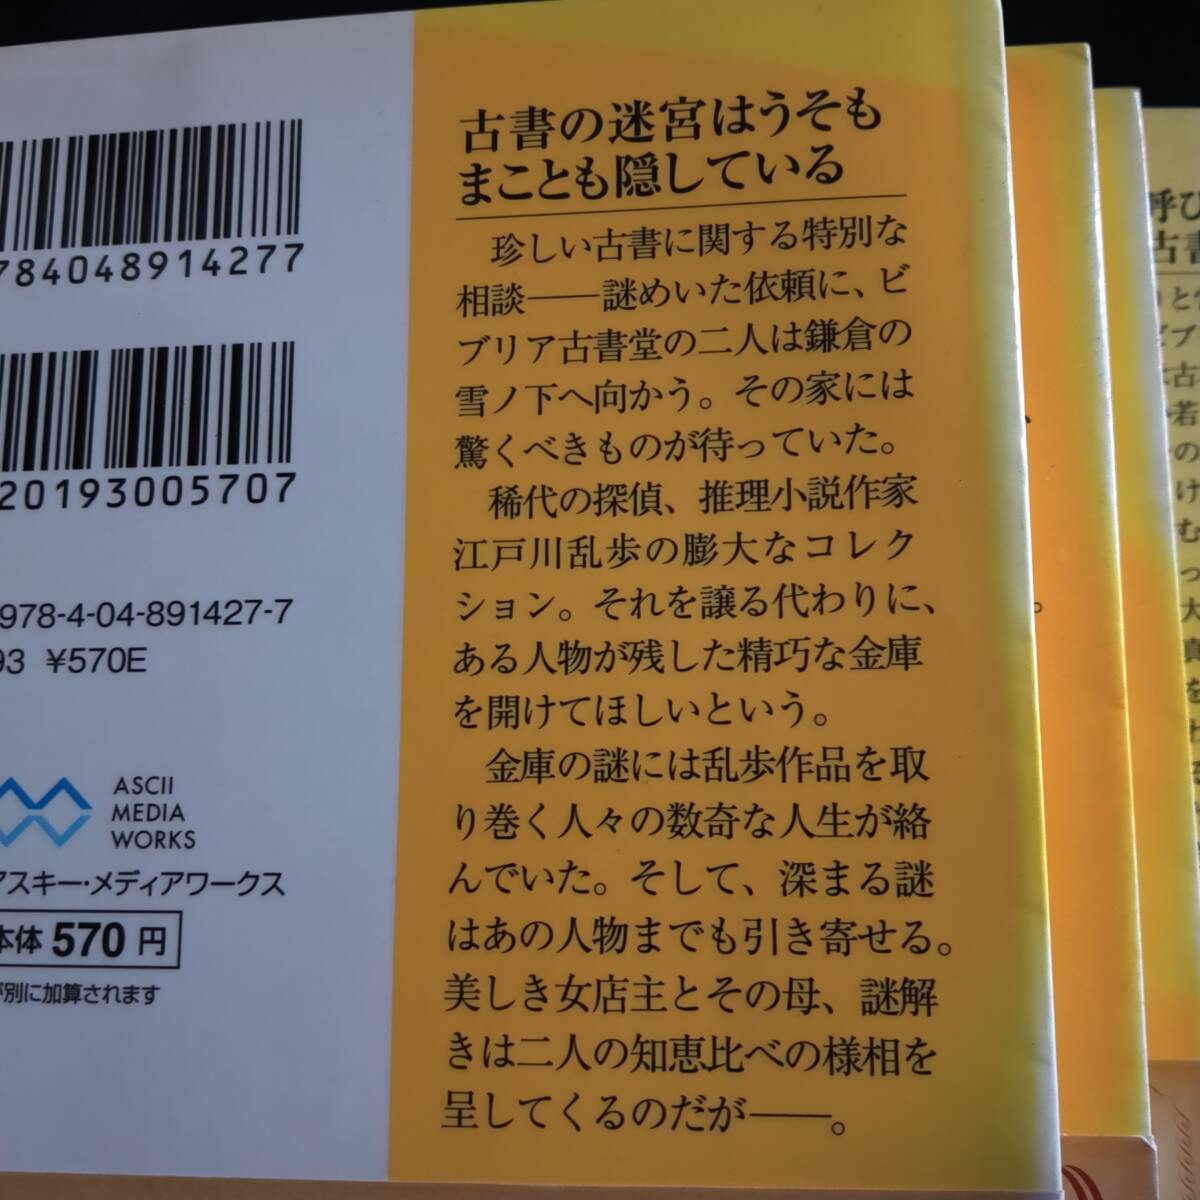 古書の迷宮はうそも
まことも隠している
珍しい古書に関する特別な
相談――謎めいた依頼に、ビ
ブリア古書堂の二人は鎌倉の
雪ノ下へ向かう。その家には
驚くべきものが待っていた。
稀代の探偵、推理小説作家
江戸川乱歩の膨大なコレク
ション。それを譲る代わりに、
ある人物が残した精巧な金庫
を開けてほしいという。
金庫の謎には乱歩作品を取
り巻く人々の数奇な人生が絡
んでいた。そして、深まる謎
はあの人物までも引き寄せる。
美しき女店主とその母、謎解
きは二人の知恵比べの様相を
呈してくるのだが――。
784048914277
20193005707
978-4-04-891427-7
93 ¥570E
ASCII
MEDIA
WORKS
アスキー・メディアワークス
本体 570 円
が別に加算されます
呼び
古書